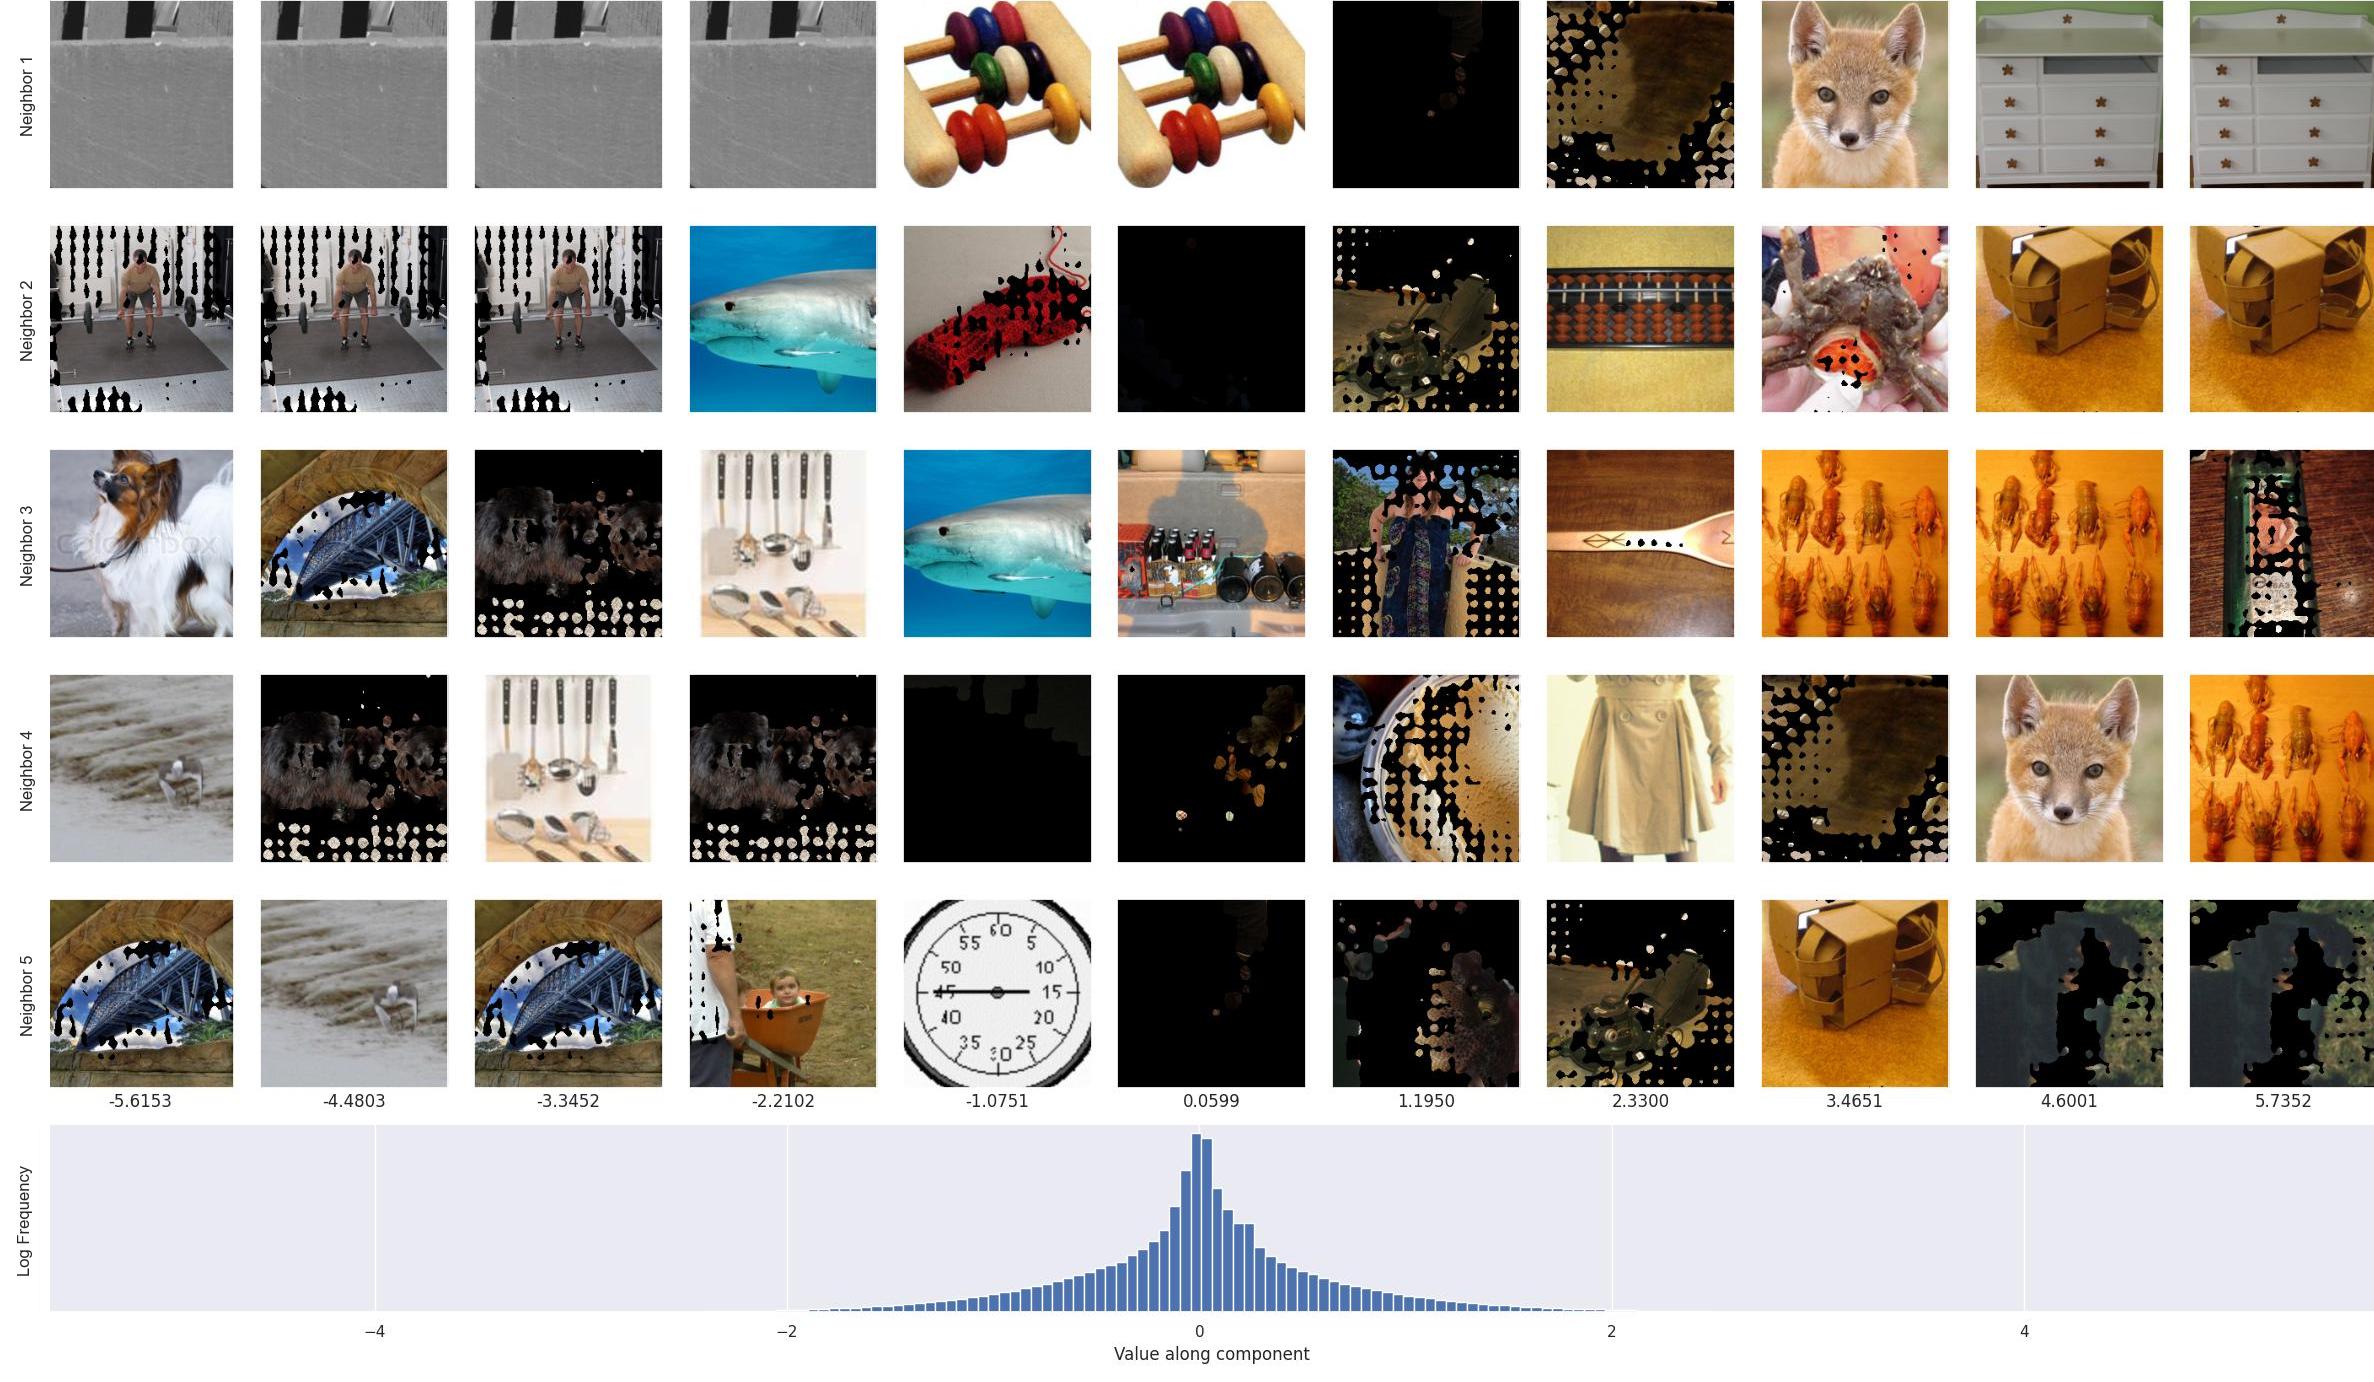 Neighbor 1
Neighbor 2
Neighbor 3
Colourbox
Neighbor 4
Neighbor 5
60
55 5
50 10
45 15
40 20
35 25
30
-5.6153 -4.4803 -3.3452 -2.2102 -1.0751 0.0599 1.1950 2.3300 3.4651 4.6001 5.7352
Log Frequency
−4 −2 0 2 4
Value along component